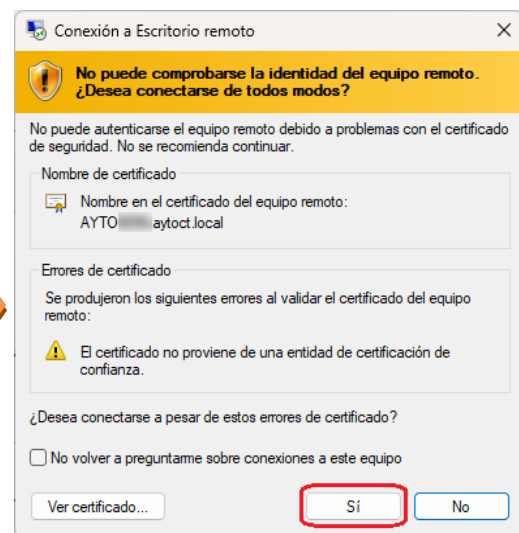 Conexión a Escritorio remoto
No puede comprobarse la identidad del equipo remoto.
¿Desea conectarse de todos modos?
No puede autenticarse el equipo remoto debido a problemas con el certificado
de seguridad. No se recomienda continuar.
Nombre de certificado
Nombre en el certificado del equipo remoto:
AYTO aytoct.local
Errores de certificado
Se produjeron los siguientes errores al validar el certificado del equipo
remoto:
El certificado no proviene de una entidad de certificación de
confianza.
¿Desea conectarse a pesar de estos errores de certificado?
No volver a preguntarme sobre conexiones a este equipo
Ver certificado... Sí No